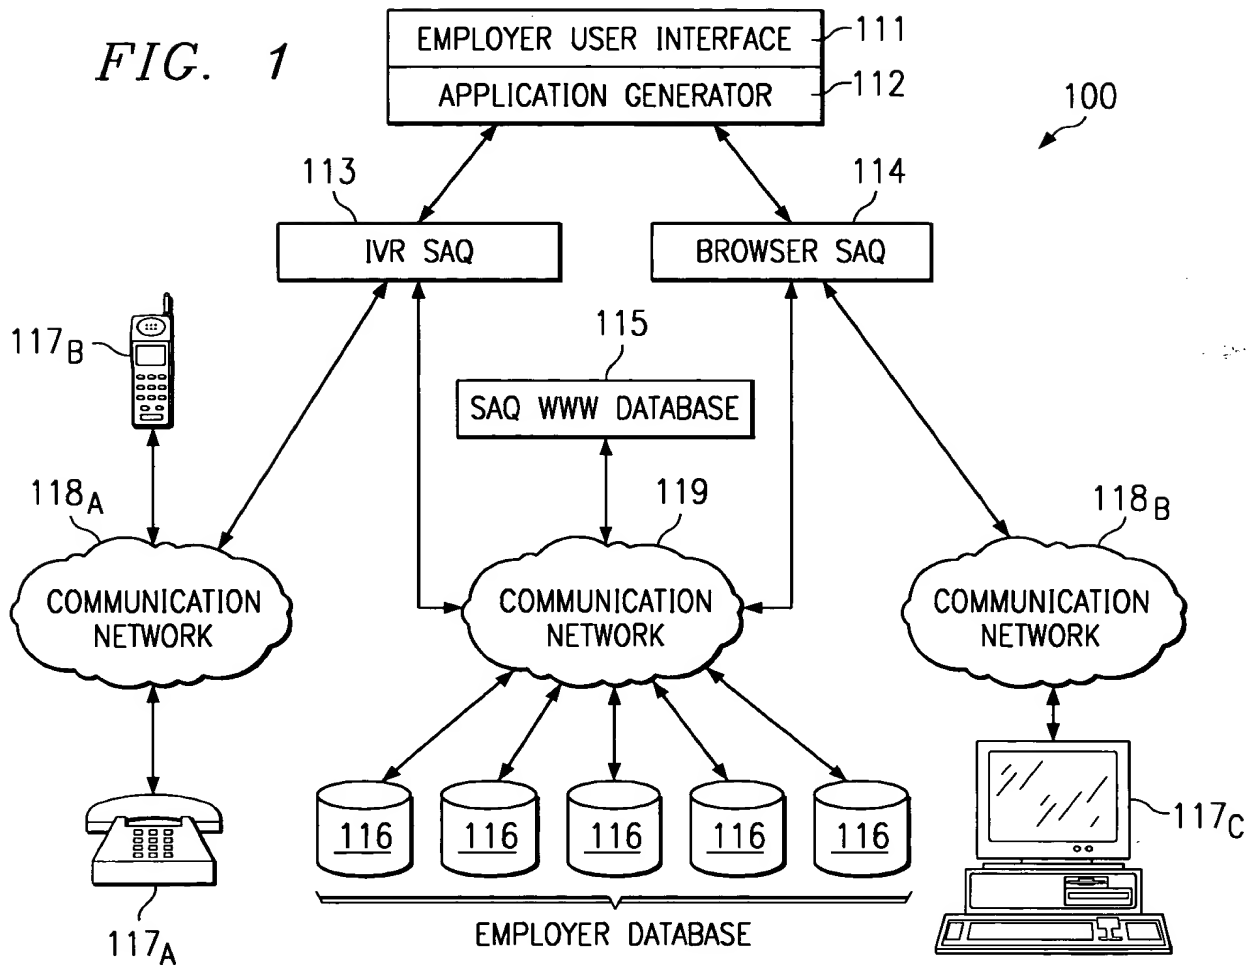 FIG. 1
EMPLOYER USER INTERFACE
111
APPLICATION GENERATOR
112
100
113
114
IVR SAQ
BROWSER SAQ
117B
115
SAQ WWW DATABASE
118A
119
118B
COMMUNICATION
NETWORK
COMMUNICATION
NETWORK
COMMUNICATION
NETWORK
116
116
116
116
116
117C
117A
EMPLOYER DATABASE